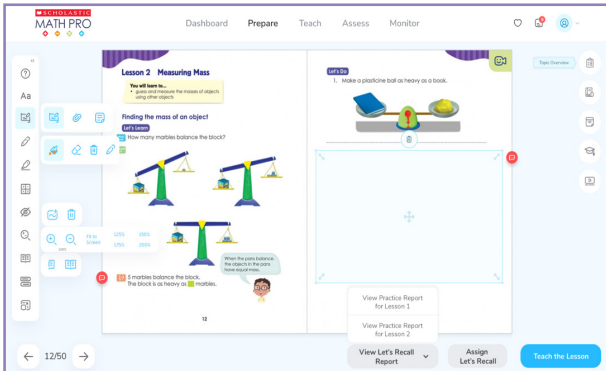 SCHOLASTIC
MATH PRO
Dashboard
Prepare
Teach
Assess
Monitor
Aa
Fit to
Screen
125%
150%
175%
200%
Lesson 2 Measuring Mass
You will learn to...
• guess and measure the masses of objects
using other objects
Finding the mass of an object
Let's Learn
How many marbles balance the block?
When the pans balance,
the objects in the pans
have equal mass.
5 marbles balance the block.
The block is as heavy as marbles.
12
Let's Do
1. Make a plasticine ball as heavy as a book.
Topic Overview
View Practice Report
for Lesson 1
View Practice Report
for Lesson 2
12/50
View Let's Recall
Report
Assign
Let's Recall
Teach the Lesson